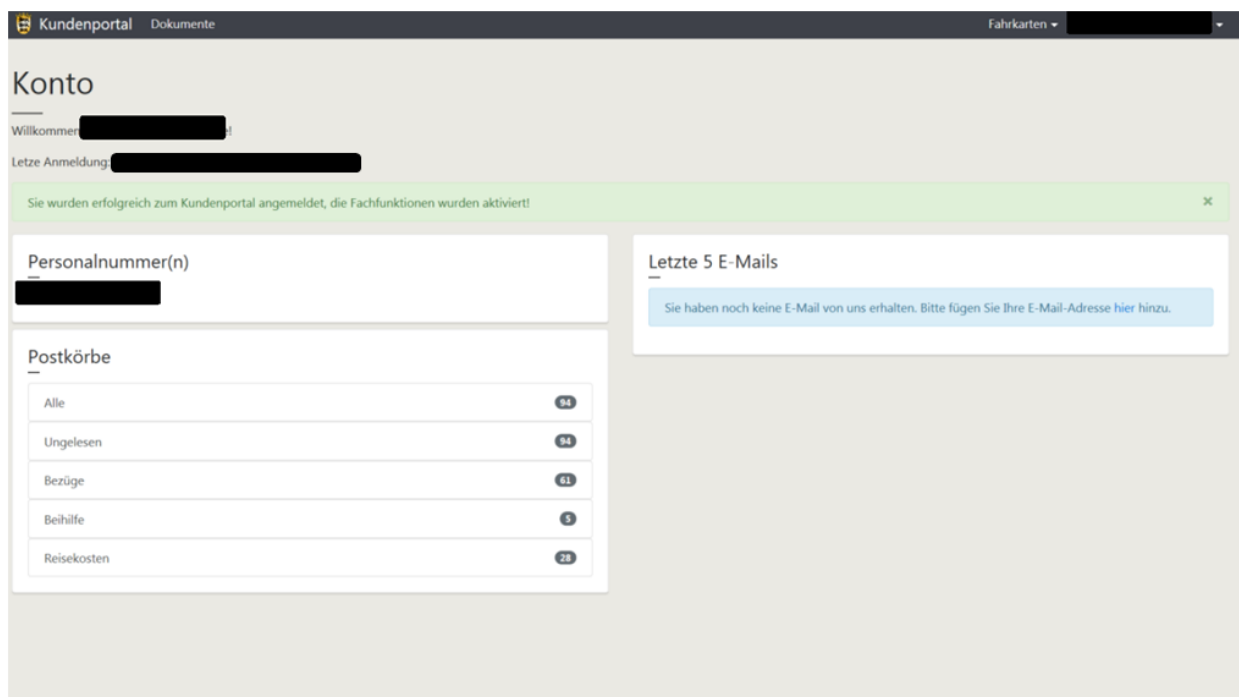 Kundenportal Dokumente Fahrkarten
Konto
Willkommen !
Letze Anmeldung:
Sie wurden erfolgreich zum Kundenportal angemeldet, die Fachfunktionen wurden aktiviert! ×
Personalnummer(n)
Postkörbe
Alle 94
Ungelesen 94
Bezüge 61
Beihilfe 5
Reisekosten 28
Letzte 5 E-Mails
Sie haben noch keine E-Mail von uns erhalten. Bitte fügen Sie Ihre E-Mail-Adresse hier hinzu.